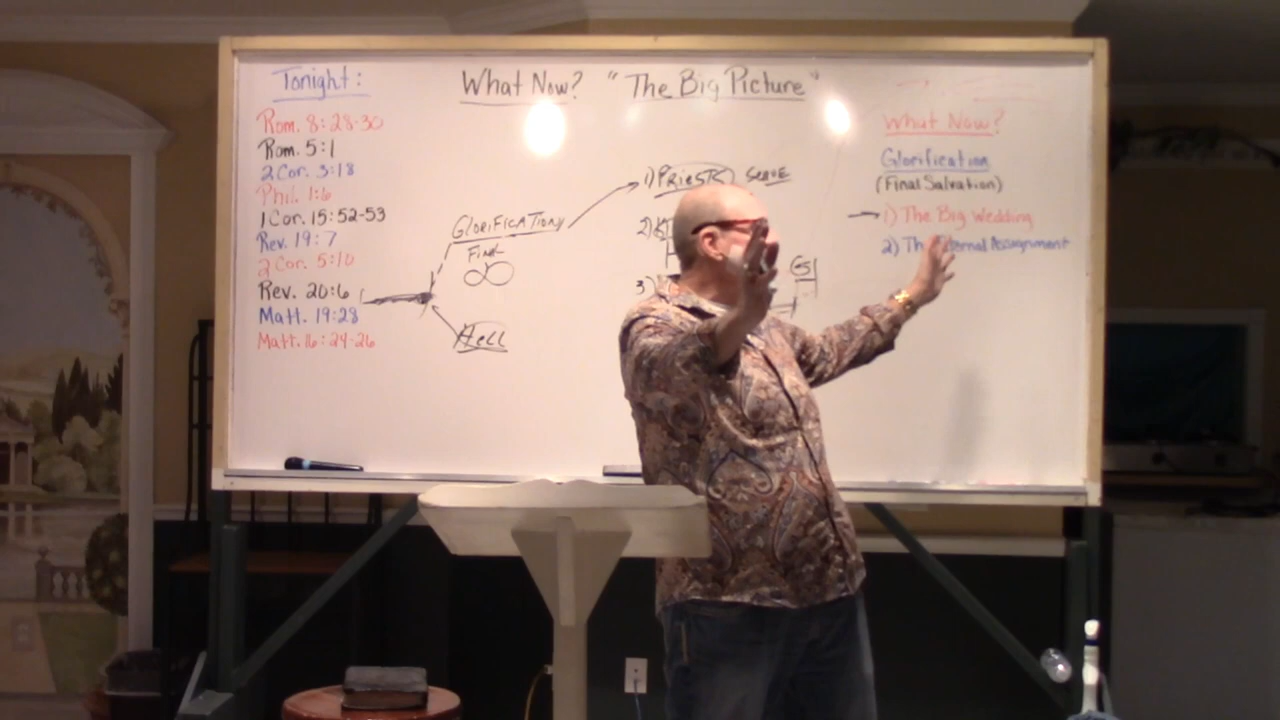 Tonight:
Rom. 8:28-30
Rom. 5:1
2 Cor. 3:18
Phil. 1:6
1 Cor. 15:52-53
Rev. 19:7
2 Cor. 5:10
Rev. 20:6
Matt. 19:28
Matt. 16:24-26
What Now? "The Big Picture"
GLORIFICATION
FINAL
∞
Hell
1) PRIESTS SERVE
2)
3)
What Now?
Glorification
(Final Salvation)
1) The Big Wedding
2) Assignment